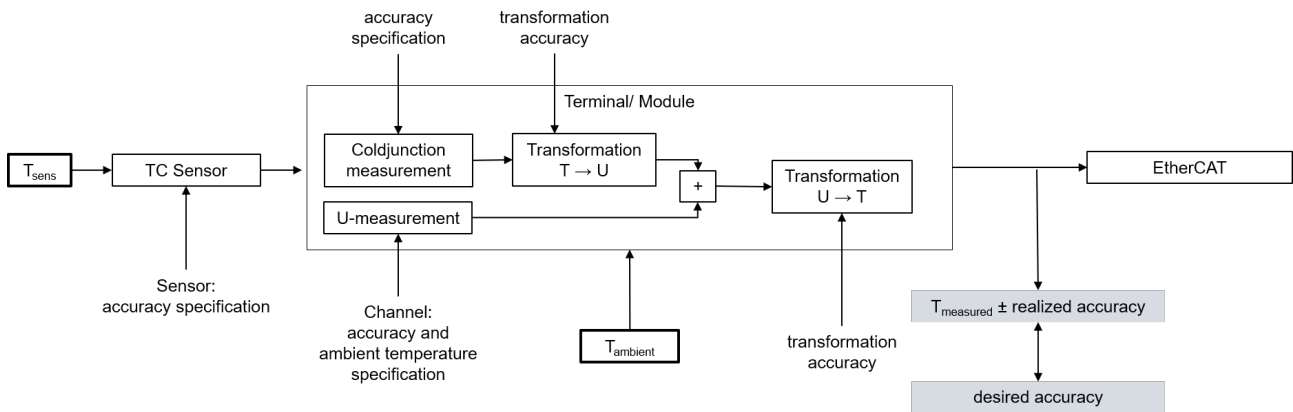 accuracy
specification
transformation
accuracy
Terminal/ Module
T_sens
TC Sensor
Coldjunction
measurement
Transformation
T → U
+
Transformation
U → T
EtherCAT
U-measurement
Sensor:
accuracy specification
Channel:
accuracy and
ambient temperature
specification
T_ambient
transformation
accuracy
T_measured ± realized accuracy
desired accuracy